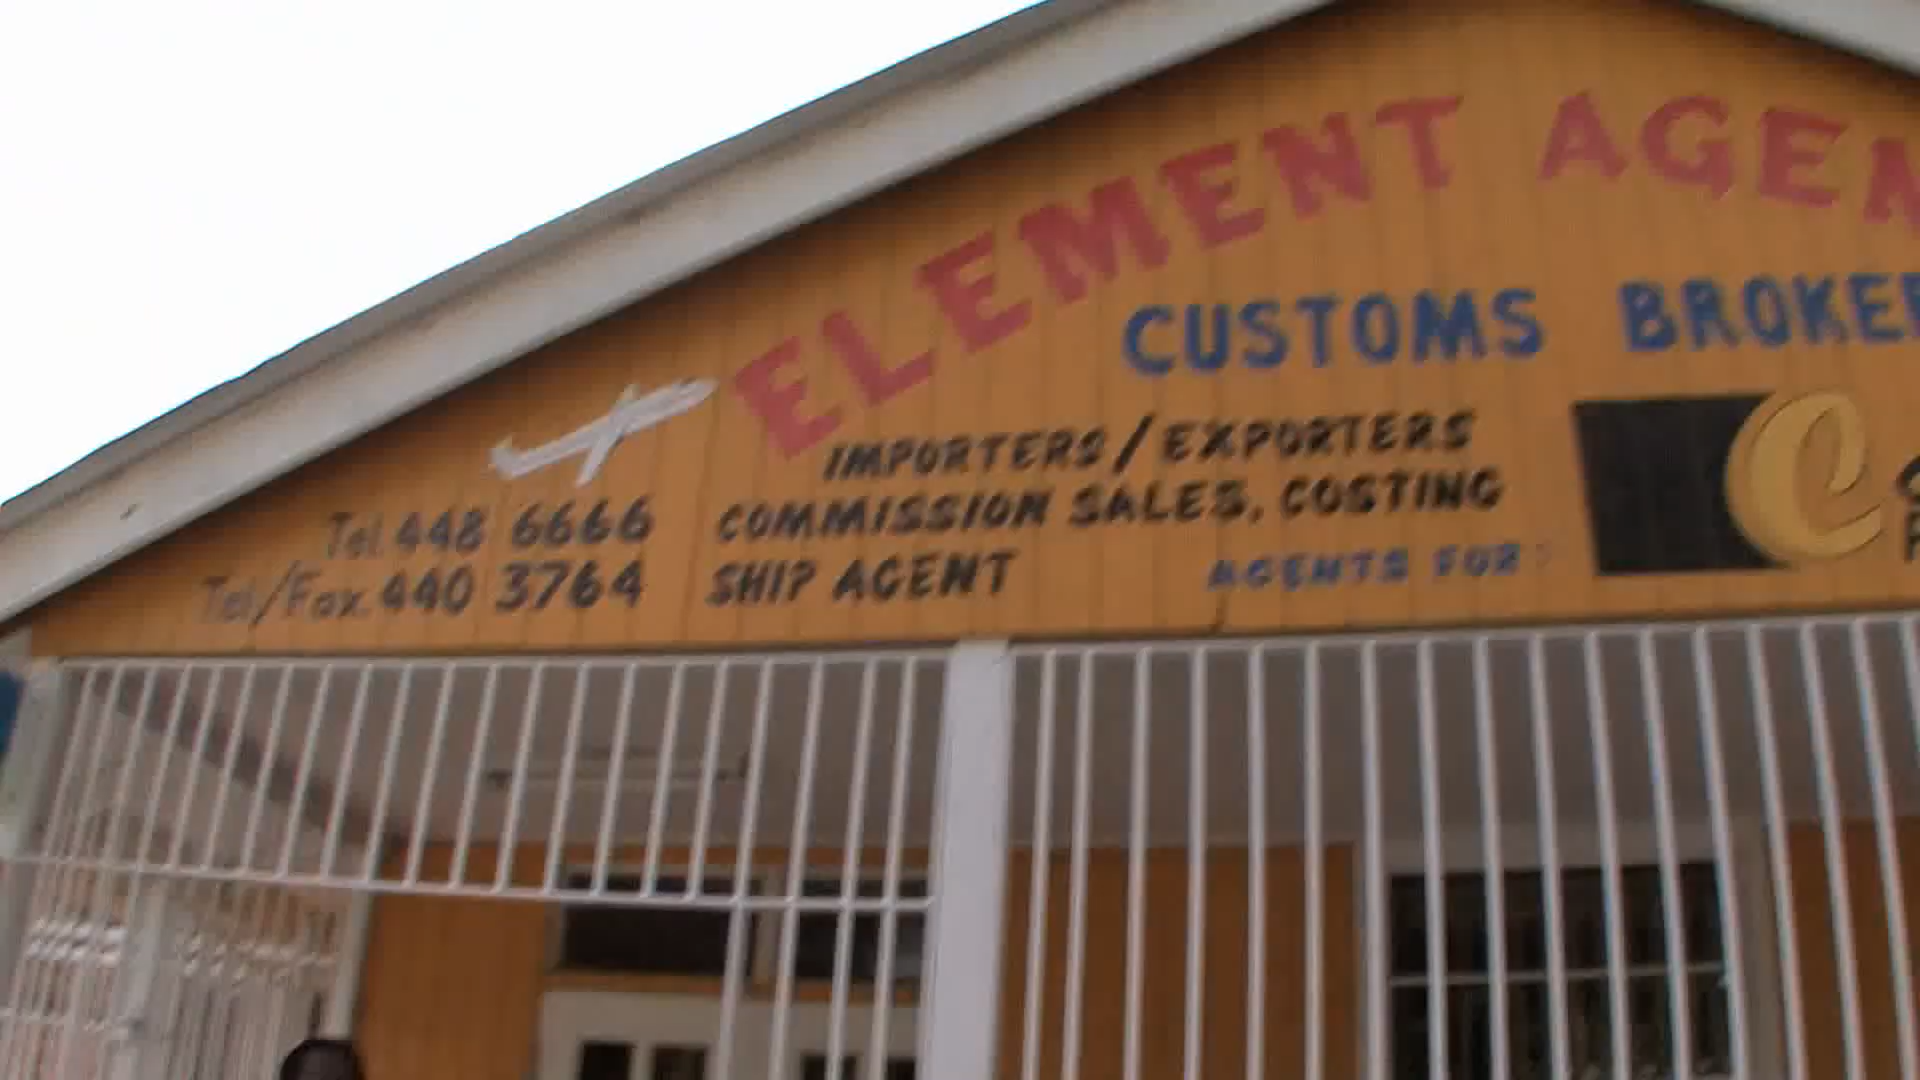 ELEMENT AGEN
CUSTOMS BROKER
IMPORTERS/EXPORTERS
Tel. 448 6666 COMMISSION SALES, COSTING
Tel/Fax. 440 3764 SHIP AGENT
AGENTS FOR:
C